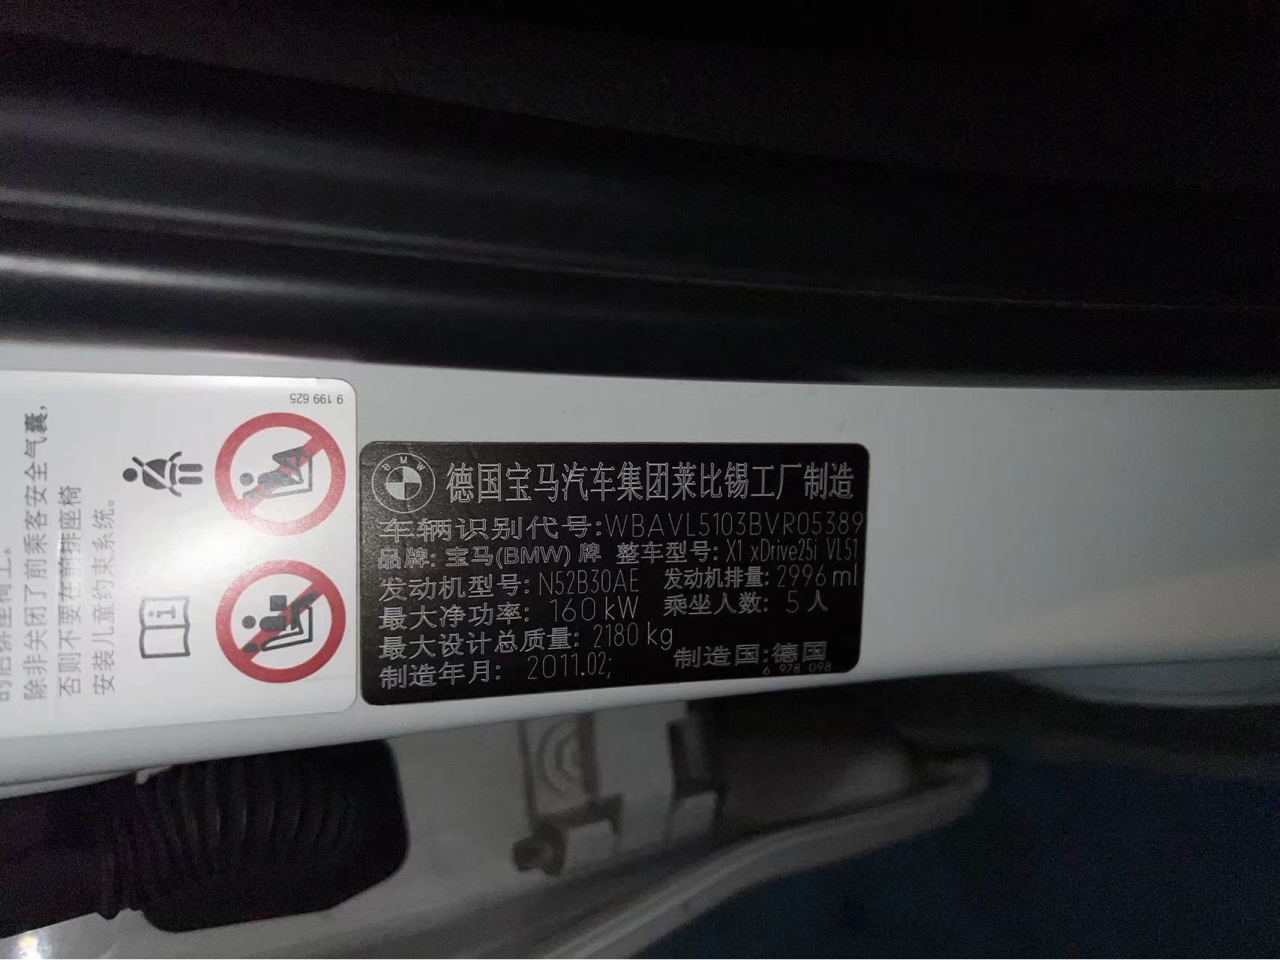 9 199 625
的后排座椅上。
除非关闭了前乘客安全气囊，
否则不要在前排座椅
安装儿童约束系统。
BMW
德国宝马汽车集团莱比锡工厂制造
车辆识别代号:WBAVL5103BVR05389
品牌: 宝马(BMW) 牌 整车型号: X1 xDrive25i VL51
发动机型号: N52B30AE 发动机排量: 2996 ml
最大净功率: 160 kW 乘坐人数: 5 人
最大设计总质量: 2180 kg
制造年月: 2011.02; 制造国:德国
6 978 098